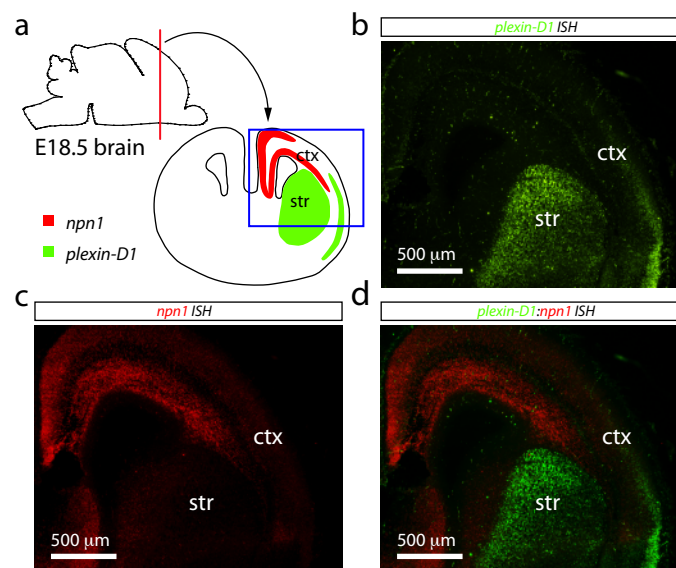 a
E18.5 brain
ctx
str
npn1
plexin-D1
b
plexin-D1 ISH
ctx
str
500 µm
c
npn1 ISH
ctx
str
500 µm
d
plexin-D1:npn1 ISH
ctx
str
500 µm